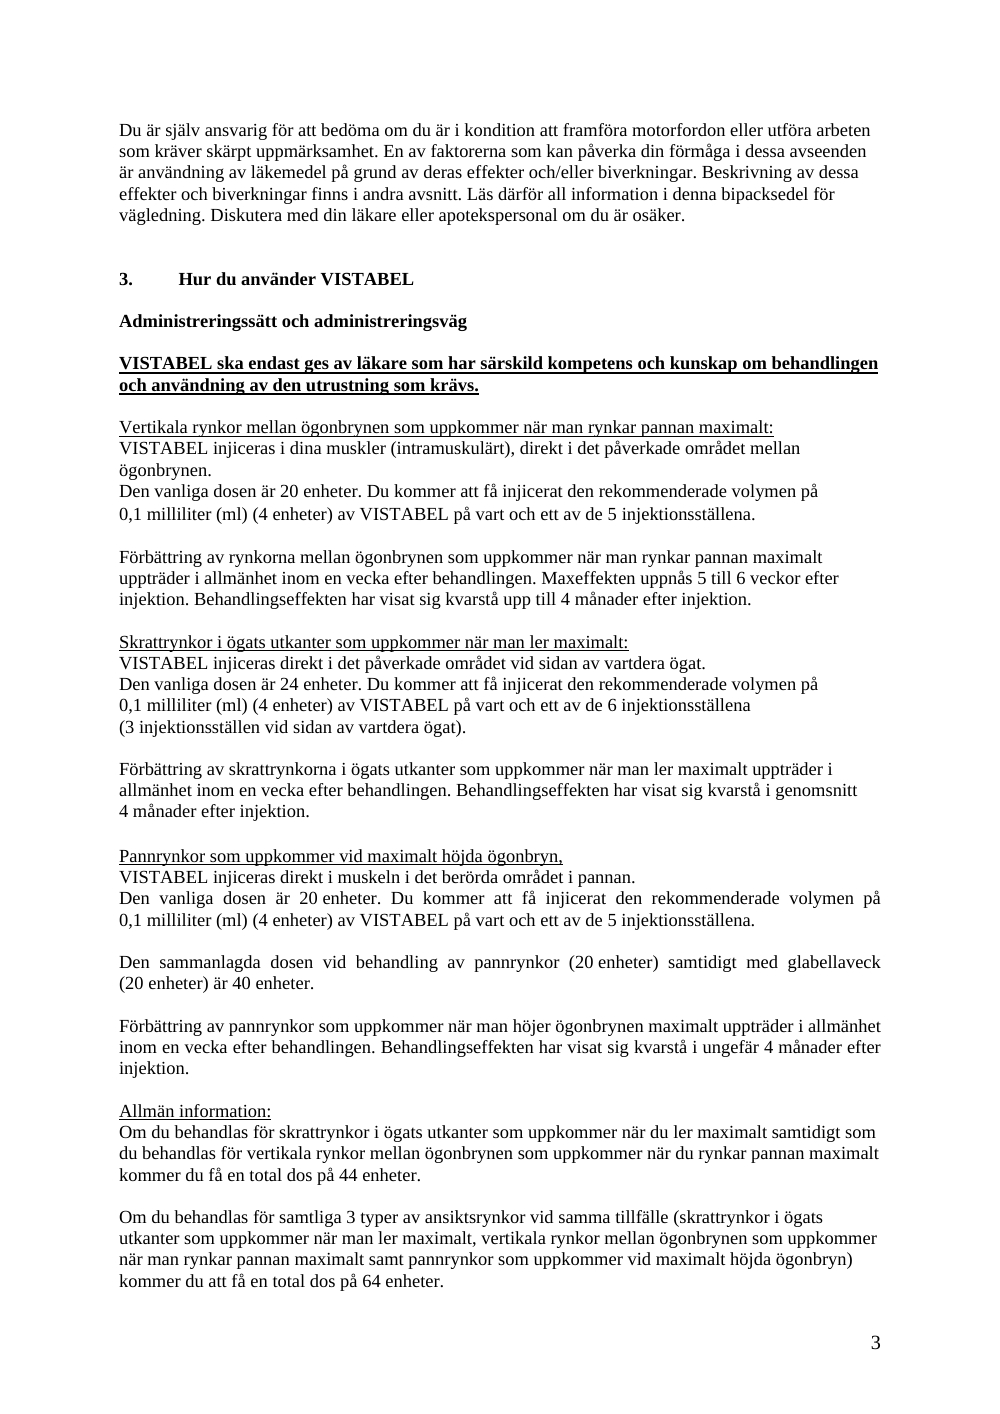 Du är själv ansvarig för att bedöma om du är i kondition att framföra motorfordon eller utföra arbeten
som kräver skärpt uppmärksamhet. En av faktorerna som kan påverka din förmåga i dessa avseenden
är användning av läkemedel på grund av deras effekter och/eller biverkningar. Beskrivning av dessa
effekter och biverkningar finns i andra avsnitt. Läs därför all information i denna bipacksedel för
vägledning. Diskutera med din läkare eller apotekspersonal om du är osäker.
3. Hur du använder VISTABEL
Administreringssätt och administreringsväg
VISTABEL ska endast ges av läkare som har särskild kompetens och kunskap om behandlingen
och användning av den utrustning som krävs.
Vertikala rynkor mellan ögonbrynen som uppkommer när man rynkar pannan maximalt:
VISTABEL injiceras i dina muskler (intramuskulärt), direkt i det påverkade området mellan
ögonbrynen.
Den vanliga dosen är 20 enheter. Du kommer att få injicerat den rekommenderade volymen på
0,1 milliliter (ml) (4 enheter) av VISTABEL på vart och ett av de 5 injektionsställena.
Förbättring av rynkorna mellan ögonbrynen som uppkommer när man rynkar pannan maximalt
uppträder i allmänhet inom en vecka efter behandlingen. Maxeffekten uppnås 5 till 6 veckor efter
injektion. Behandlingseffekten har visat sig kvarstå upp till 4 månader efter injektion.
Skrattrynkor i ögats utkanter som uppkommer när man ler maximalt:
VISTABEL injiceras direkt i det påverkade området vid sidan av vartdera ögat.
Den vanliga dosen är 24 enheter. Du kommer att få injicerat den rekommenderade volymen på
0,1 milliliter (ml) (4 enheter) av VISTABEL på vart och ett av de 6 injektionsställena
(3 injektionsställen vid sidan av vartdera ögat).
Förbättring av skrattrynkorna i ögats utkanter som uppkommer när man ler maximalt uppträder i
allmänhet inom en vecka efter behandlingen. Behandlingseffekten har visat sig kvarstå i genomsnitt
4 månader efter injektion.
Pannrynkor som uppkommer vid maximalt höjda ögonbryn,
VISTABEL injiceras direkt i muskeln i det berörda området i pannan.
Den vanliga dosen är 20 enheter. Du kommer att få injicerat den rekommenderade volymen på
0,1 milliliter (ml) (4 enheter) av VISTABEL på vart och ett av de 5 injektionsställena.
Den sammanlagda dosen vid behandling av pannrynkor (20 enheter) samtidigt med glabellaveck
(20 enheter) är 40 enheter.
Förbättring av pannrynkor som uppkommer när man höjer ögonbrynen maximalt uppträder i allmänhet
inom en vecka efter behandlingen. Behandlingseffekten har visat sig kvarstå i ungefär 4 månader efter
injektion.
Allmän information:
Om du behandlas för skrattrynkor i ögats utkanter som uppkommer när du ler maximalt samtidigt som
du behandlas för vertikala rynkor mellan ögonbrynen som uppkommer när du rynkar pannan maximalt
kommer du få en total dos på 44 enheter.
Om du behandlas för samtliga 3 typer av ansiktsrynkor vid samma tillfälle (skrattrynkor i ögats
utkanter som uppkommer när man ler maximalt, vertikala rynkor mellan ögonbrynen som uppkommer
när man rynkar pannan maximalt samt pannrynkor som uppkommer vid maximalt höjda ögonbryn)
kommer du att få en total dos på 64 enheter.
3